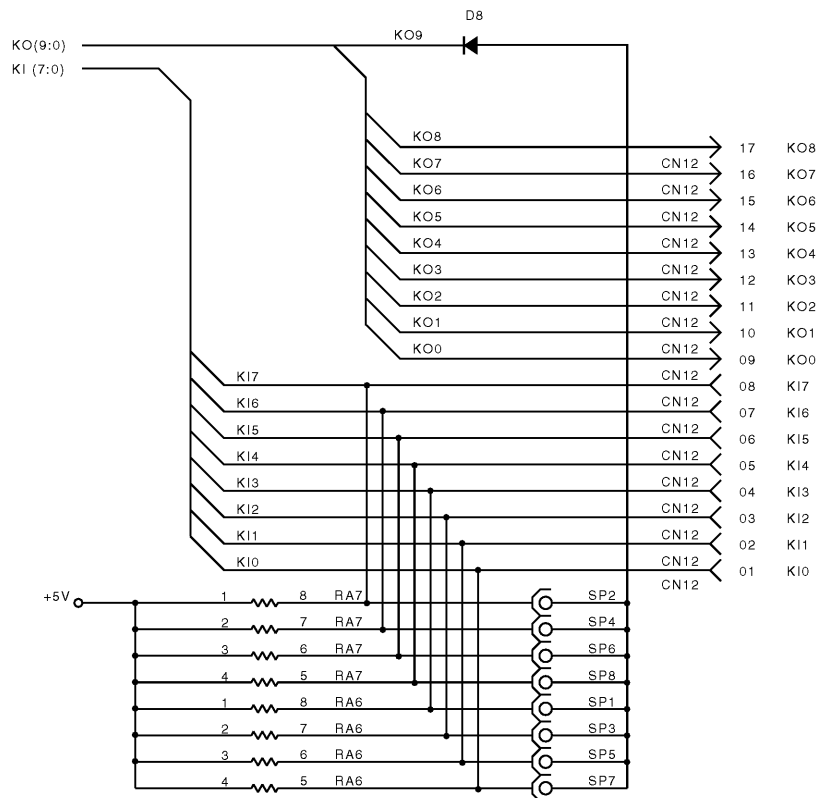 D8
KO(9:0) KO9
KI (7:0)
KO8 17 KO8
KO7 CN12 16 KO7
KO6 CN12 15 KO6
KO5 CN12 14 KO5
KO4 CN12 13 KO4
KO3 CN12 12 KO3
KO2 CN12 11 KO2
KO1 CN12 10 KO1
KO0 CN12 09 KO0
KI7 CN12 08 KI7
KI6 CN12 07 KI6
KI5 CN12 06 KI5
KI4 CN12 05 KI4
KI3 CN12 04 KI3
KI2 CN12 03 KI2
KI1 CN12 02 KI1
KI0 CN12 01 KI0
CN12
+5V 1 8 RA7 SP2
2 7 RA7 SP4
3 6 RA7 SP6
4 5 RA7 SP8
1 8 RA6 SP1
2 7 RA6 SP3
3 6 RA6 SP5
4 5 RA6 SP7